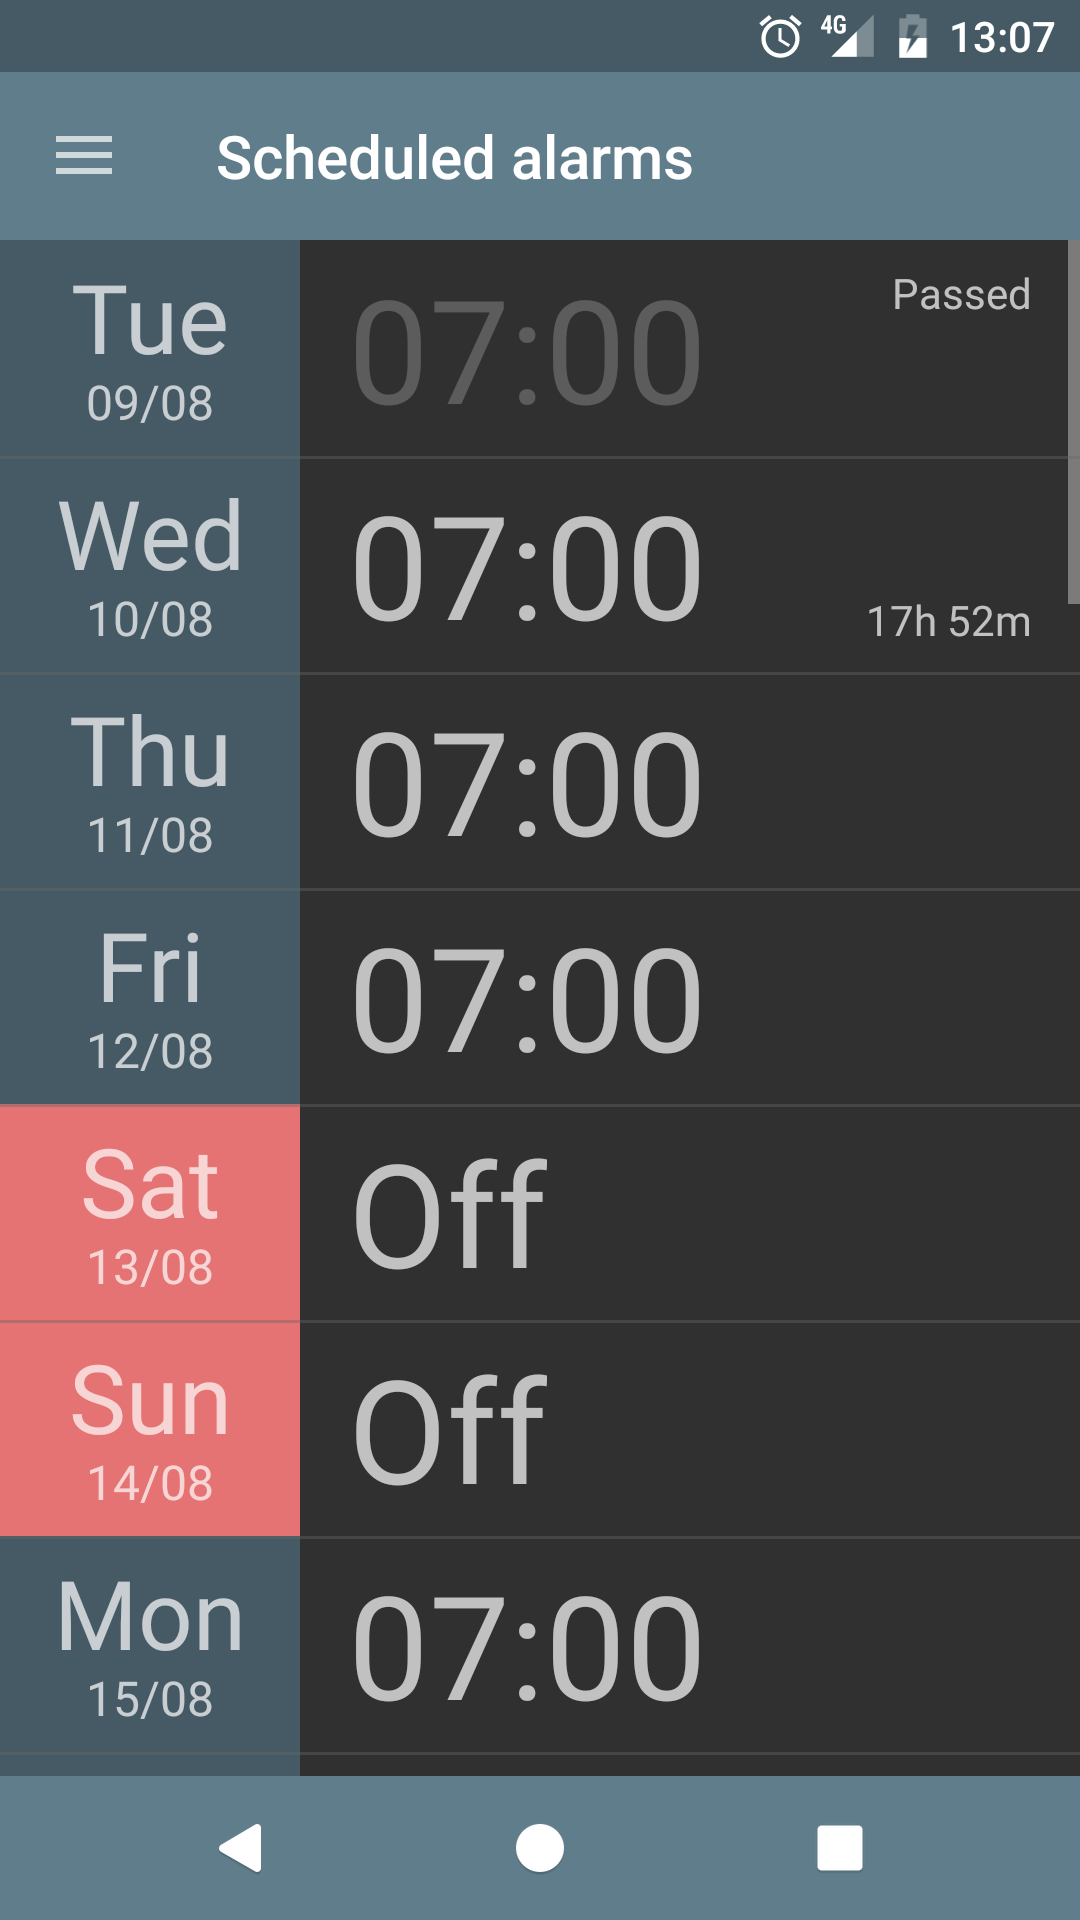 4G 13:07
Scheduled alarms
Tue
09/08
07:00
Passed
Wed
10/08
07:00
17h 52m
Thu
11/08
07:00
Fri
12/08
07:00
Sat
13/08
Off
Sun
14/08
Off
Mon
15/08
07:00